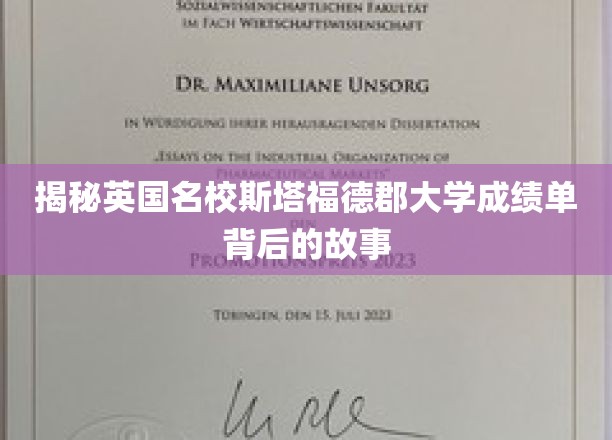 SOZIALWISSENSCHAFTLICHEN FAKULTÄT
IM FACH WIRTSCHAFTSWISSENSCHAFT
DR. MAXIMILIANE UNSORG
IN WÜRDIGUNG IHRER HERAUSRAGENDEN DISSERTATION
„ESSAYS ON THE INDUSTRIAL ORGANIZATION OF
PHARMACEUTICAL MARKETS"
揭秘英国名校斯塔福德郡大学成绩单
DEN
背后的故事
PROMOTIONSPREIS 2023
TÜBINGEN, DEN 15. JULI 2023